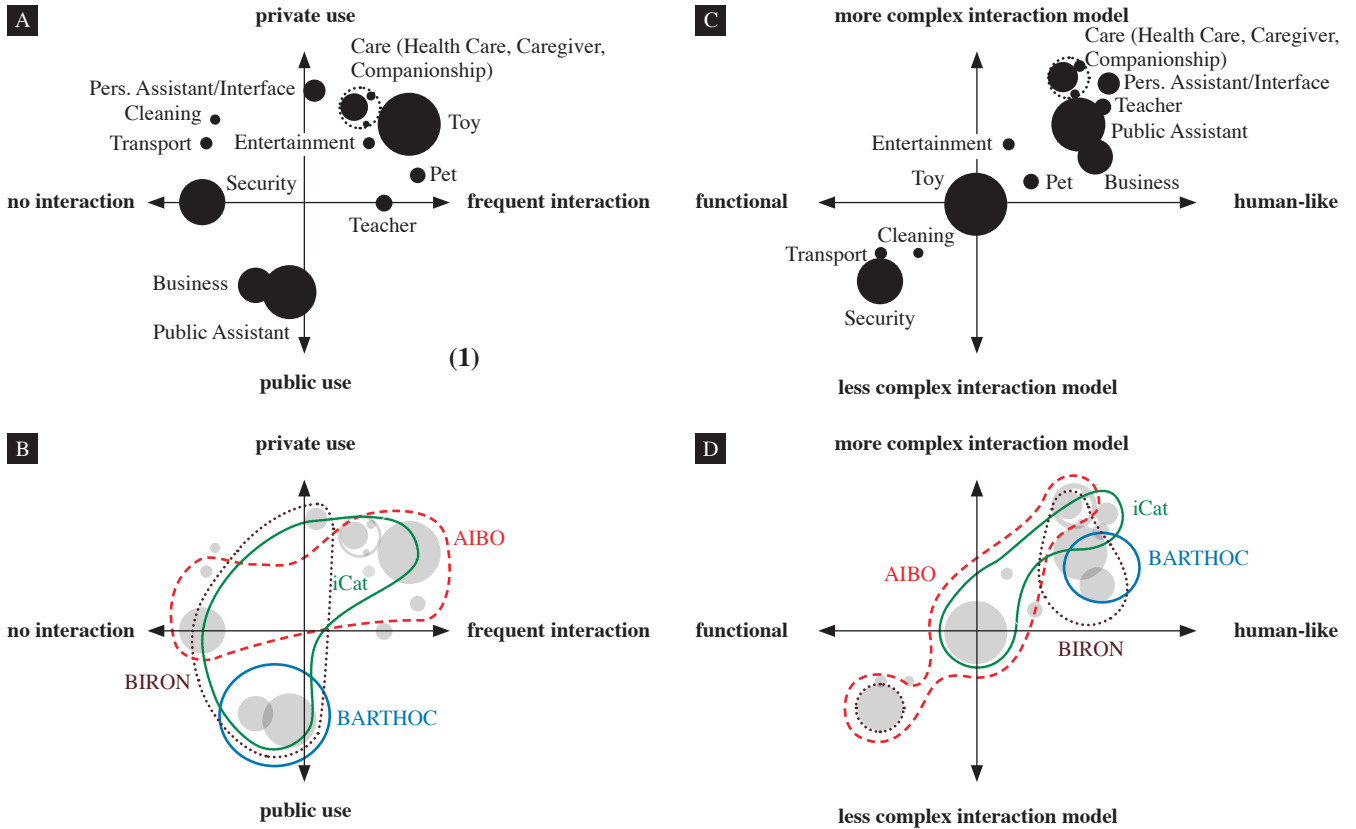 A
private use
Care (Health Care, Caregiver,
Companionship)
Pers. Assistant/Interface
Cleaning
Toy
Transport
Entertainment
Security
Pet
no interaction
frequent interaction
Teacher
Business
Public Assistant
(1)
public use
C
more complex interaction model
Care (Health Care, Caregiver,
Companionship)
Pers. Assistant/Interface
Teacher
Public Assistant
Entertainment
Toy
Pet
Business
functional
human-like
Cleaning
Transport
Security
less complex interaction model
B
private use
AIBO
iCat
no interaction
frequent interaction
BIRON
BARTHOC
public use
D
more complex interaction model
iCat
BARTHOC
AIBO
functional
human-like
BIRON
less complex interaction model